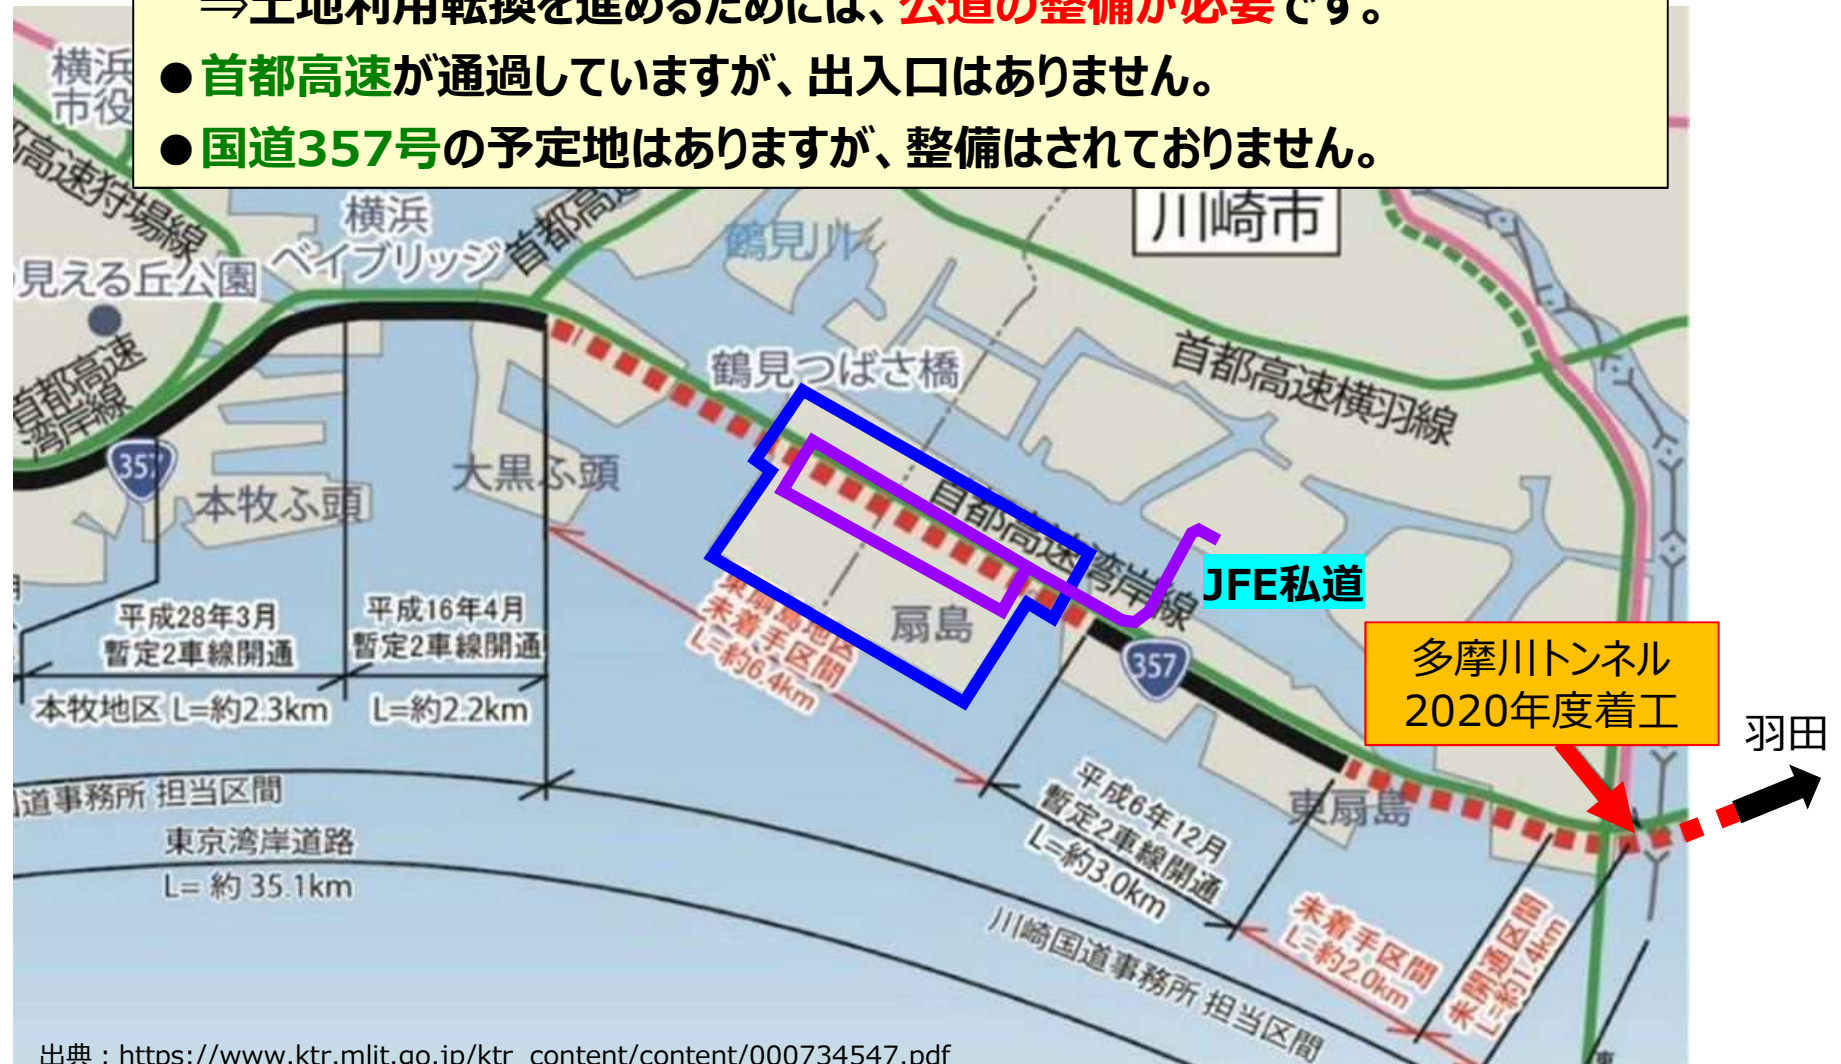 ⇒土地利用転換を進めるためには、公道の整備が必要です。
●首都高速が通過していますが、出入口はありません。
●国道357号の予定地はありますが、整備はされておりません。
横浜
市役
高速狩場線
横浜
ベイブリッジ
首都高速
鶴見川
川崎市
見える丘公園
首都高速
湾岸線
鶴見つばさ橋
首都高速横羽線
357
本牧ふ頭
大黒ふ頭
首都高速湾岸線
JFE私道
扇島
357
東扇島地区
未着手区間
L=約6.4km
平成28年3月
暫定2車線開通
平成16年4月
暫定2車線開通
本牧地区 L=約2.3km
L=約2.2km
多摩川トンネル
2020年度着工
羽田
東扇島
道事務所 担当区間
東京湾岸道路
L= 約 35.1km
平成6年12月
暫定2車線開通
L=約3.0km
未着手区間
L=約2.0km
未開通区間
L=約1.4km
川崎国道事務所 担当区間
出典：https://www.ktr.mlit.go.jp/ktr_content/content/000734547.pdf